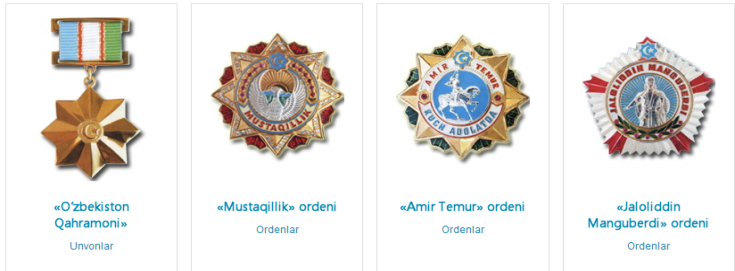 MUSTAQILLIK
AMIR TEMUR
KUCH ADOLATDA
JALOLIDDIN MANGUBERDI
«O‘zbekiston
Qahramoni»
Unvonlar
«Mustaqillik» ordeni
Ordenlar
«Amir Temur» ordeni
Ordenlar
«Jaloliddin
Manguberdi» ordeni
Ordenlar